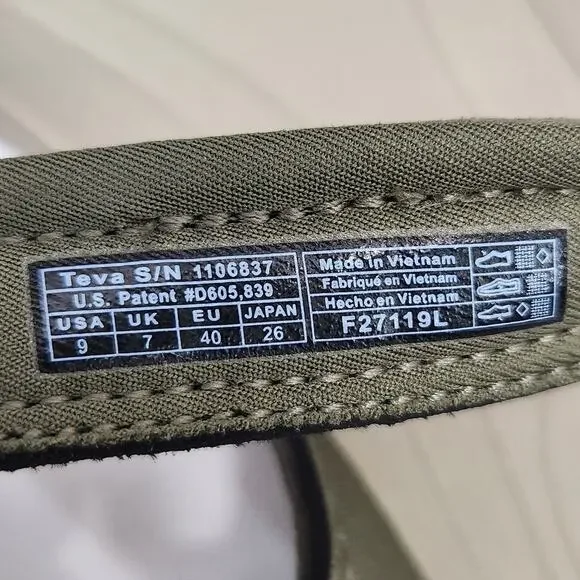 Teva S/N 1106837
U.S. Patent #D605,839
USA UK EU JAPAN
9 7 40 26
Made in Vietnam
Fabriqué en Vietnam
Hecho en Vietnam
F27119L